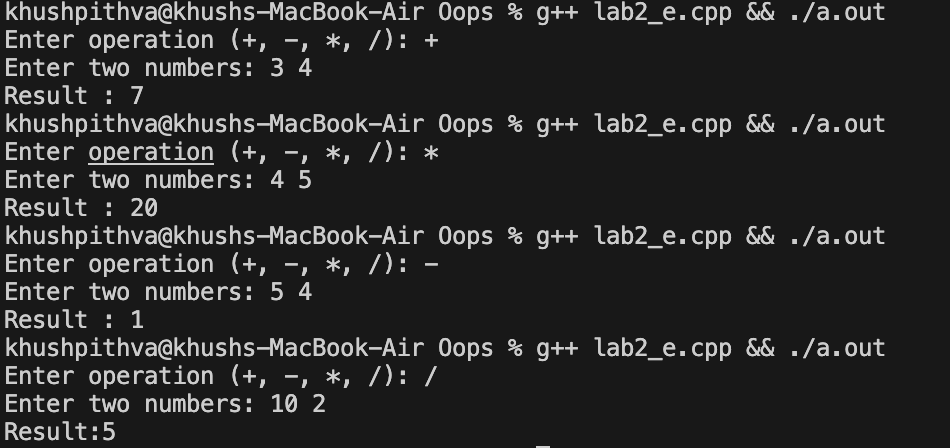 khushpithva@khushs-MacBook-Air Oops % g++ lab2_e.cpp && ./a.out
Enter operation (+, -, *, /): +
Enter two numbers: 3 4
Result : 7
khushpithva@khushs-MacBook-Air Oops % g++ lab2_e.cpp && ./a.out
Enter operation (+, -, *, /): *
Enter two numbers: 4 5
Result : 20
khushpithva@khushs-MacBook-Air Oops % g++ lab2_e.cpp && ./a.out
Enter operation (+, -, *, /): -
Enter two numbers: 5 4
Result : 1
khushpithva@khushs-MacBook-Air Oops % g++ lab2_e.cpp && ./a.out
Enter operation (+, -, *, /): /
Enter two numbers: 10 2
Result:5